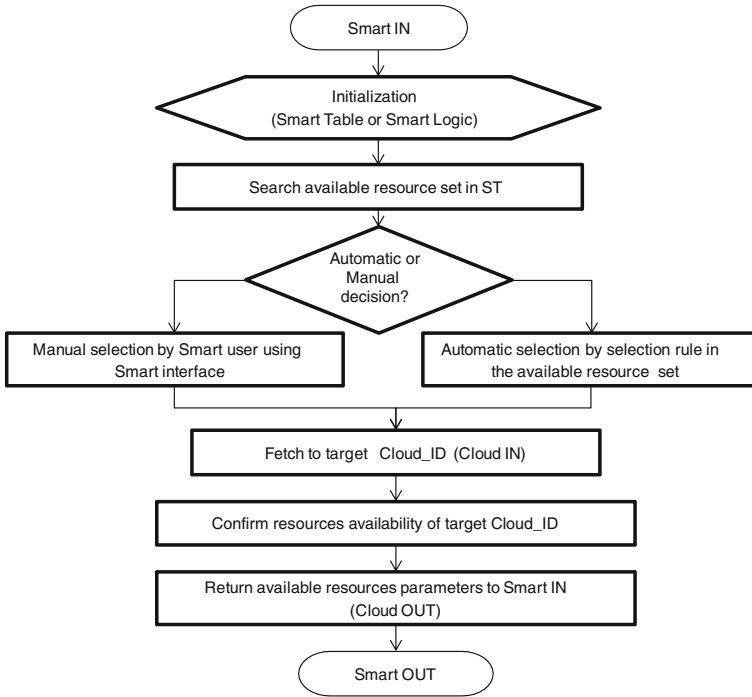 Smart IN
Initialization
(Smart Table or Smart Logic)
Search available resource set in ST
Automatic or
Manual
decision?
Manual selection by Smart user using
Smart interface
Automatic selection by selection rule in
the available resource set
Fetch to target Cloud_ID (Cloud IN)
Confirm resources availability of target Cloud_ID
Return available resources parameters to Smart IN
(Cloud OUT)
Smart OUT